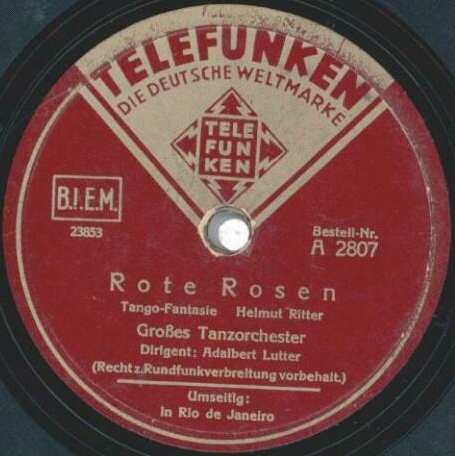 TELEFUNKEN
DIE DEUTSCHE WELTMARKE
TELE
FUN
KEN
B.I.E.M.
23853
Bestell-Nr.
A 2807
Rote Rosen
Tango-Fantasie Helmut Ritter
Großes Tanzorchester
Dirigent: Adalbert Lutter
(Recht z. Rundfunkverbreitung vorbehalt.)
Umseitig:
In Rio de Janeiro